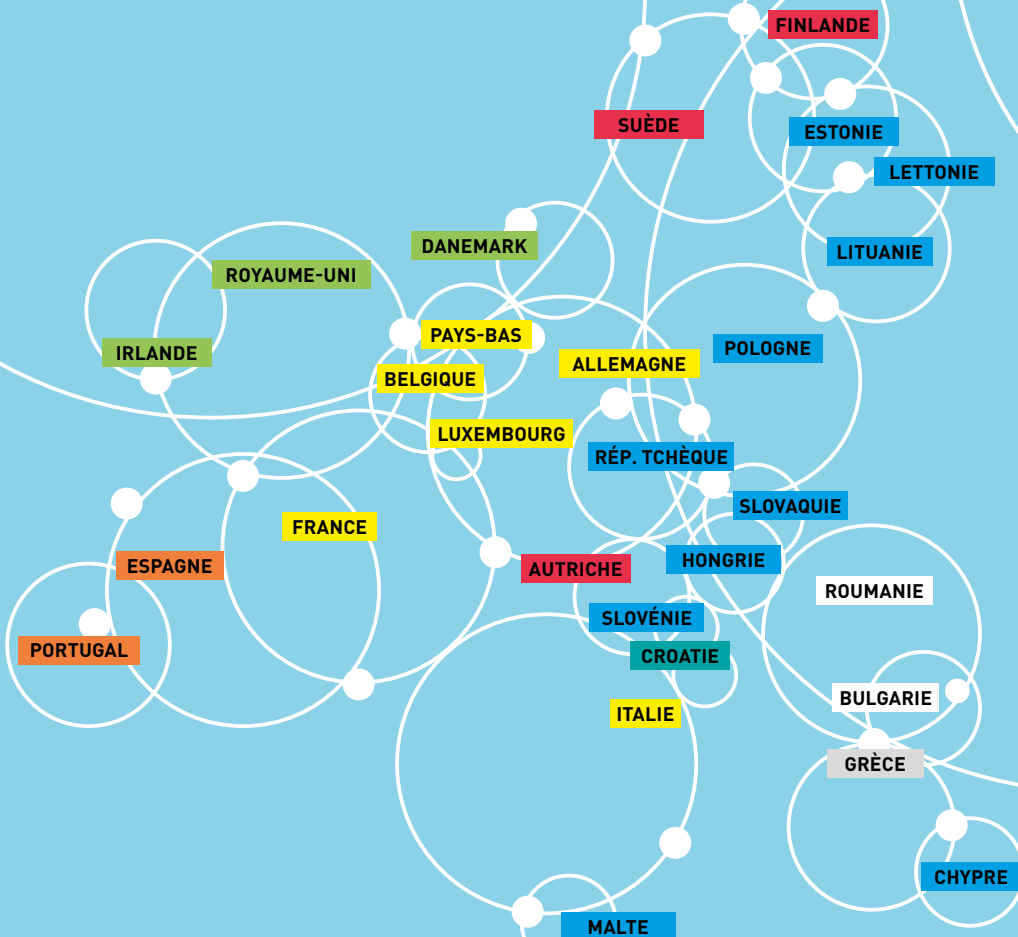 FINLANDE
SUÈDE
ESTONIE
LETTONIE
DANEMARK
LITUANIE
ROYAUME-UNI
PAYS-BAS
IRLANDE
POLOGNE
ALLEMAGNE
BELGIQUE
LUXEMBOURG
RÉP. TCHÈQUE
SLOVAQUIE
FRANCE
ESPAGNE
AUTRICHE
HONGRIE
ROUMANIE
SLOVÉNIE
PORTUGAL
CROATIE
BULGARIE
ITALIE
GRÈCE
CHYPRE
MALTE